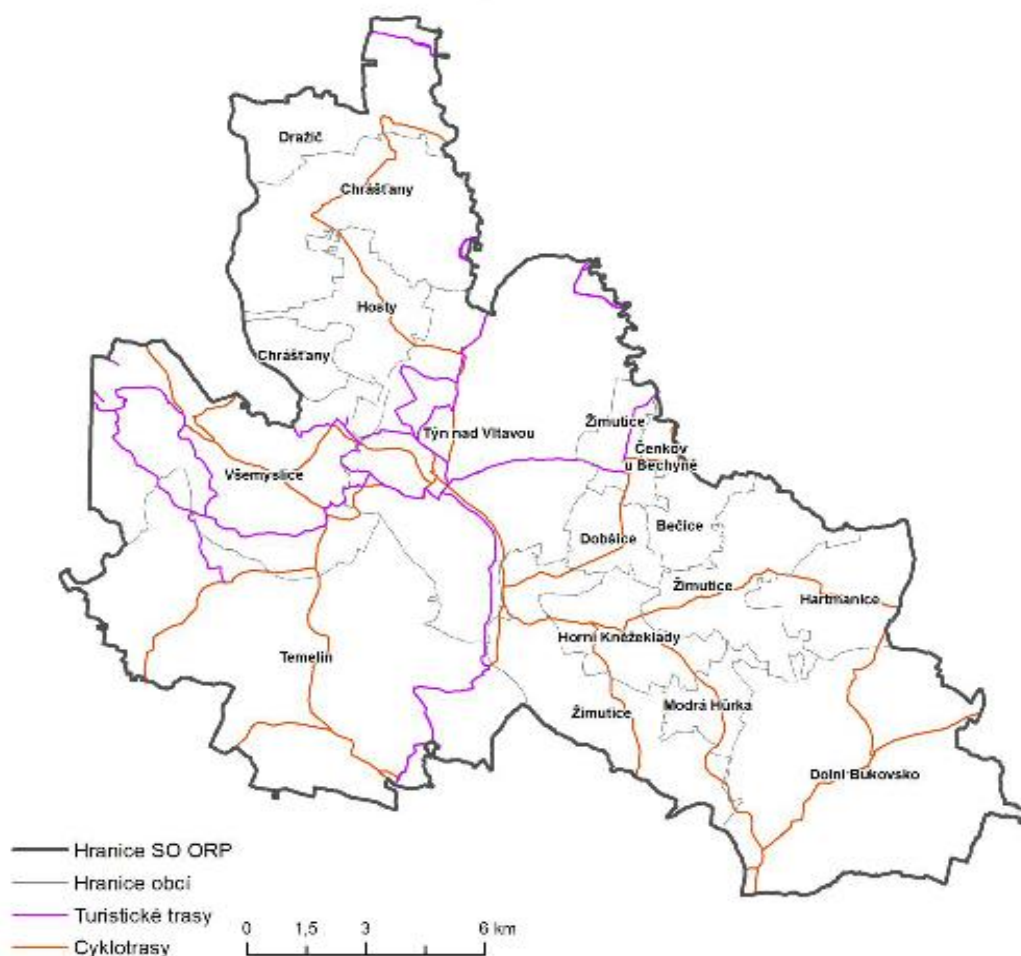 Dražič
Chrášťany
Hosty
Chrášťany
Týn nad Vltavou
Žimutice
Čenkov
u Bechyně
Všemyslice
Bečice
Dobšice
Žimutice
Hartmanice
Horní Kněžeklady
Temelín
Žimutice
Modrá Hůrka
Dolní Bukovsko
Hranice SO ORP
Hranice obcí
Turistické trasy
Cyklotrasy
0 1,5 3 6 km